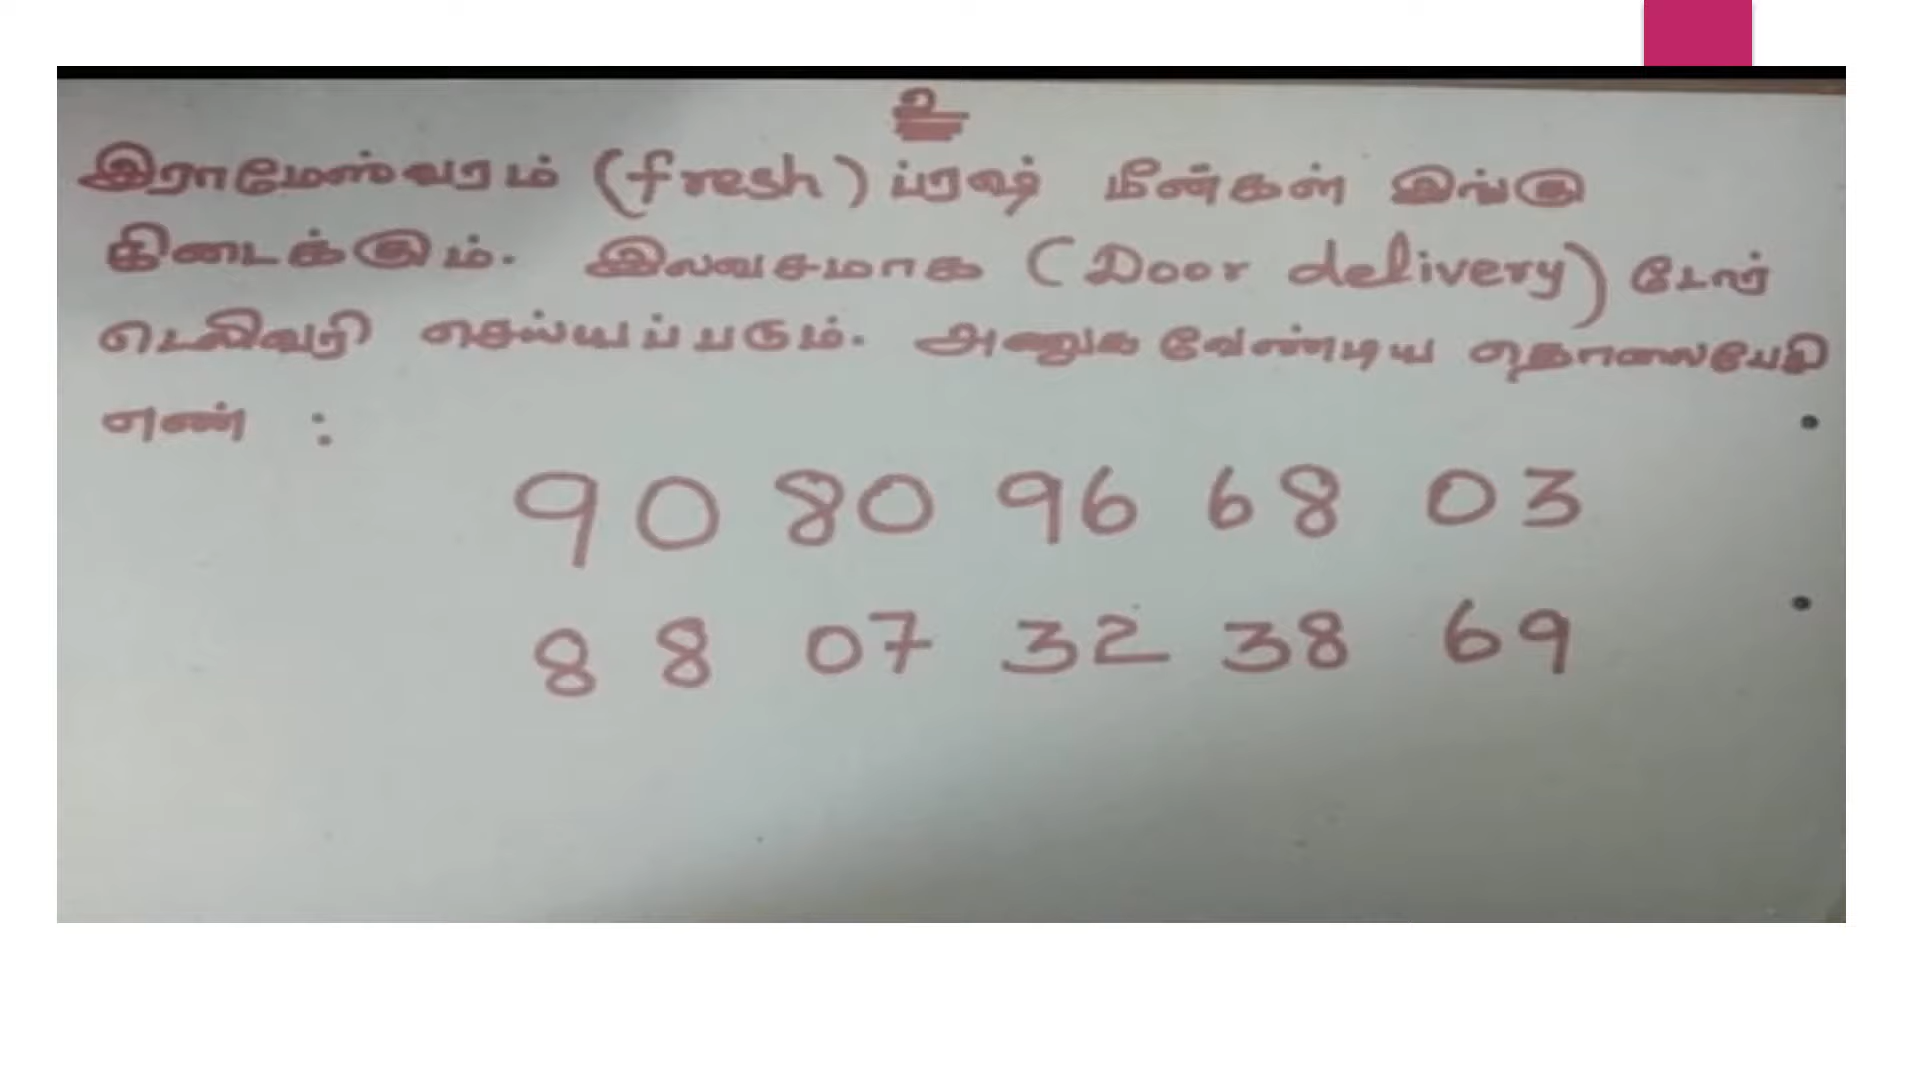 உ
இராமேஸ்வரம் (fresh) ப்ரஷ் மீன்கள் இங்கு
கிடைக்கும். இலவசமாக (Door delivery) டோர்
டெலிவரி செய்யப்படும். அணுக வேண்டிய தொலைபேசி
எண் :
90 80 96 68 03
8 8 07 32 38 69